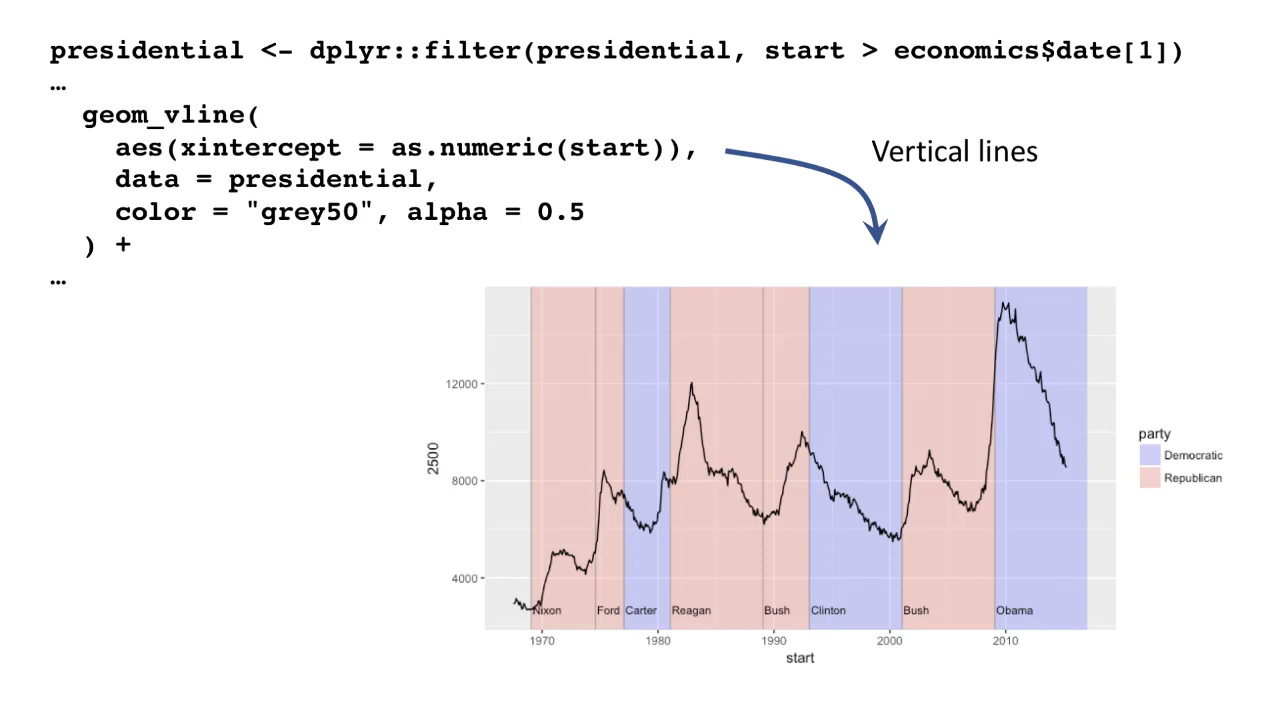 presidential <- dplyr::filter(presidential, start > economics$date[1])
…
geom_vline(
aes(xintercept = as.numeric(start)),
data = presidential,
color = "grey50", alpha = 0.5
) +
…
Vertical lines
12000
8000
4000
2500
Nixon Ford Carter Reagan Bush Clinton Bush Obama
1970 1980 1990 2000 2010
start
party
Democratic
Republican